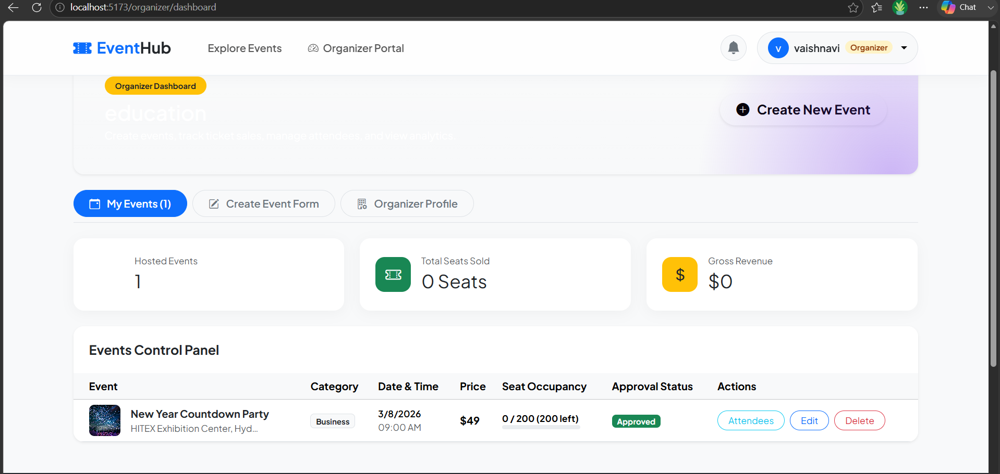 localhost:5173/organizer/dashboard
Chat
EventHub
Explore Events
Organizer Portal
v
vaishnavi
Organizer
Organizer Dashboard
education
Create events, track ticket sales, manage attendees, and view analytics.
Create New Event
My Events (1)
Create Event Form
Organizer Profile
Hosted Events
1
Total Seats Sold
0 Seats
$
Gross Revenue
$0
Events Control Panel
Event Category Date & Time Price Seat Occupancy Approval Status Actions
New Year Countdown Party
HITEX Exhibition Center, Hyd...
Business
3/8/2026
09:00 AM
$49
0 / 200 (200 left)
Approved
Attendees
Edit
Delete